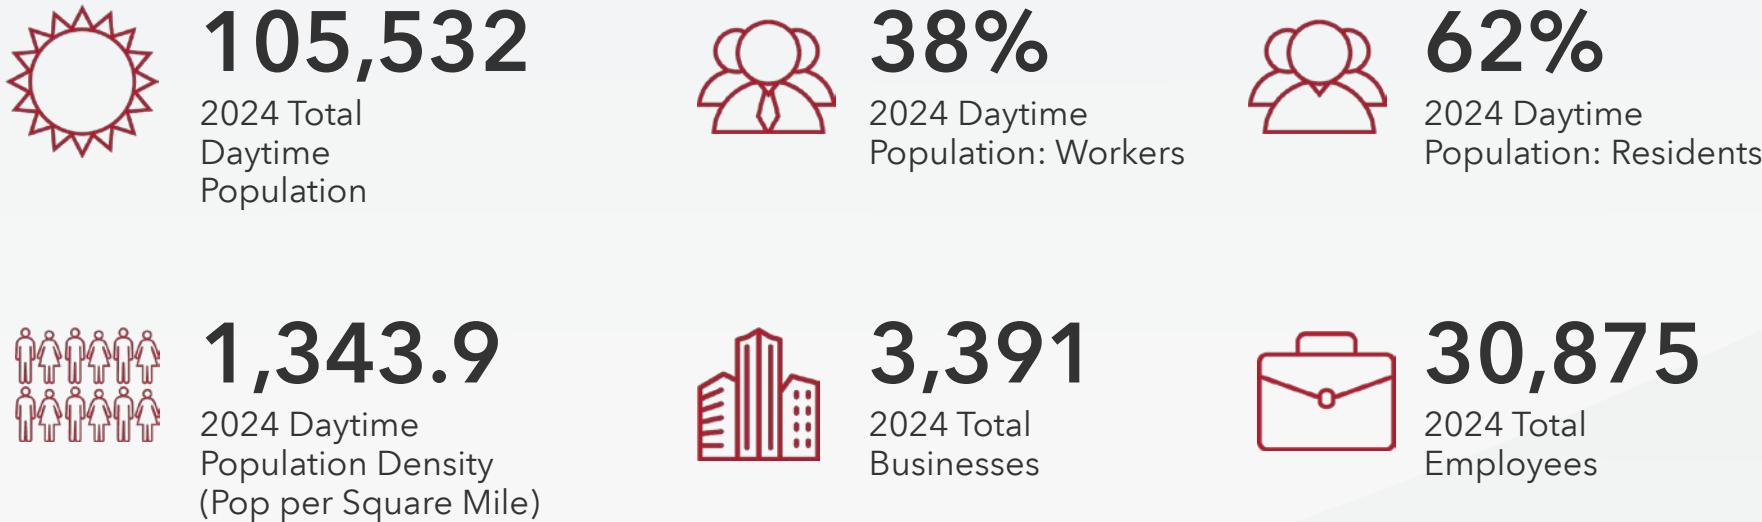 105,532
2024 Total
Daytime
Population
38%
2024 Daytime
Population: Workers
62%
2024 Daytime
Population: Residents
1,343.9
2024 Daytime
Population Density
(Pop per Square Mile)
3,391
2024 Total
Businesses
30,875
2024 Total
Employees